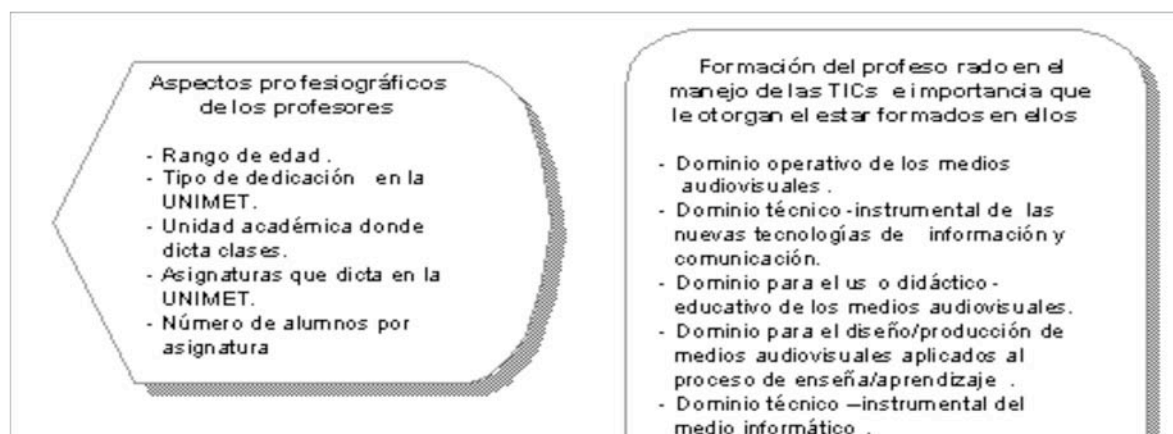 Aspectos profesiográficos
de los profesores
- Rango de edad .
- Tipo de dedicación en la
UNIMET.
- Unidad académica donde
dicta clases.
- Asignaturas que dicta en la
UNIMET.
- Número de alumnos por
asignatura
Formación del profeso rado en el
manejo de las TICs e importancia que
le otorgan el estar formados en ellos
- Dominio operativo de los medios
audiovisuales .
- Dominio técnico -instrumental de las
nuevas tecnologías de información y
comunicación.
- Dominio para el us o didáctico -
educativo de los medios audiovisuales.
- Dominio para el diseño/producción de
medios audiovisuales aplicados al
proceso de enseña/aprendizaje .
- Dominio técnico –instrumental del
medio informático .